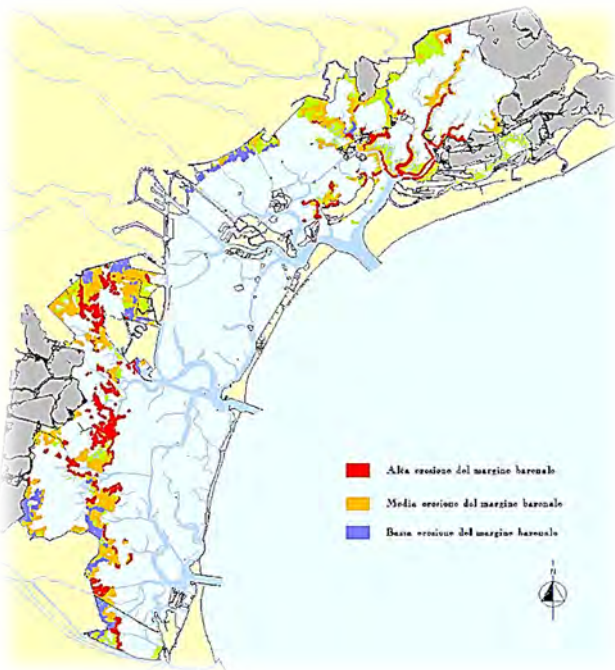 Alta erosione del margine barenale
Media erosione del margine barenale
Bassa erosione del margine barenale
N